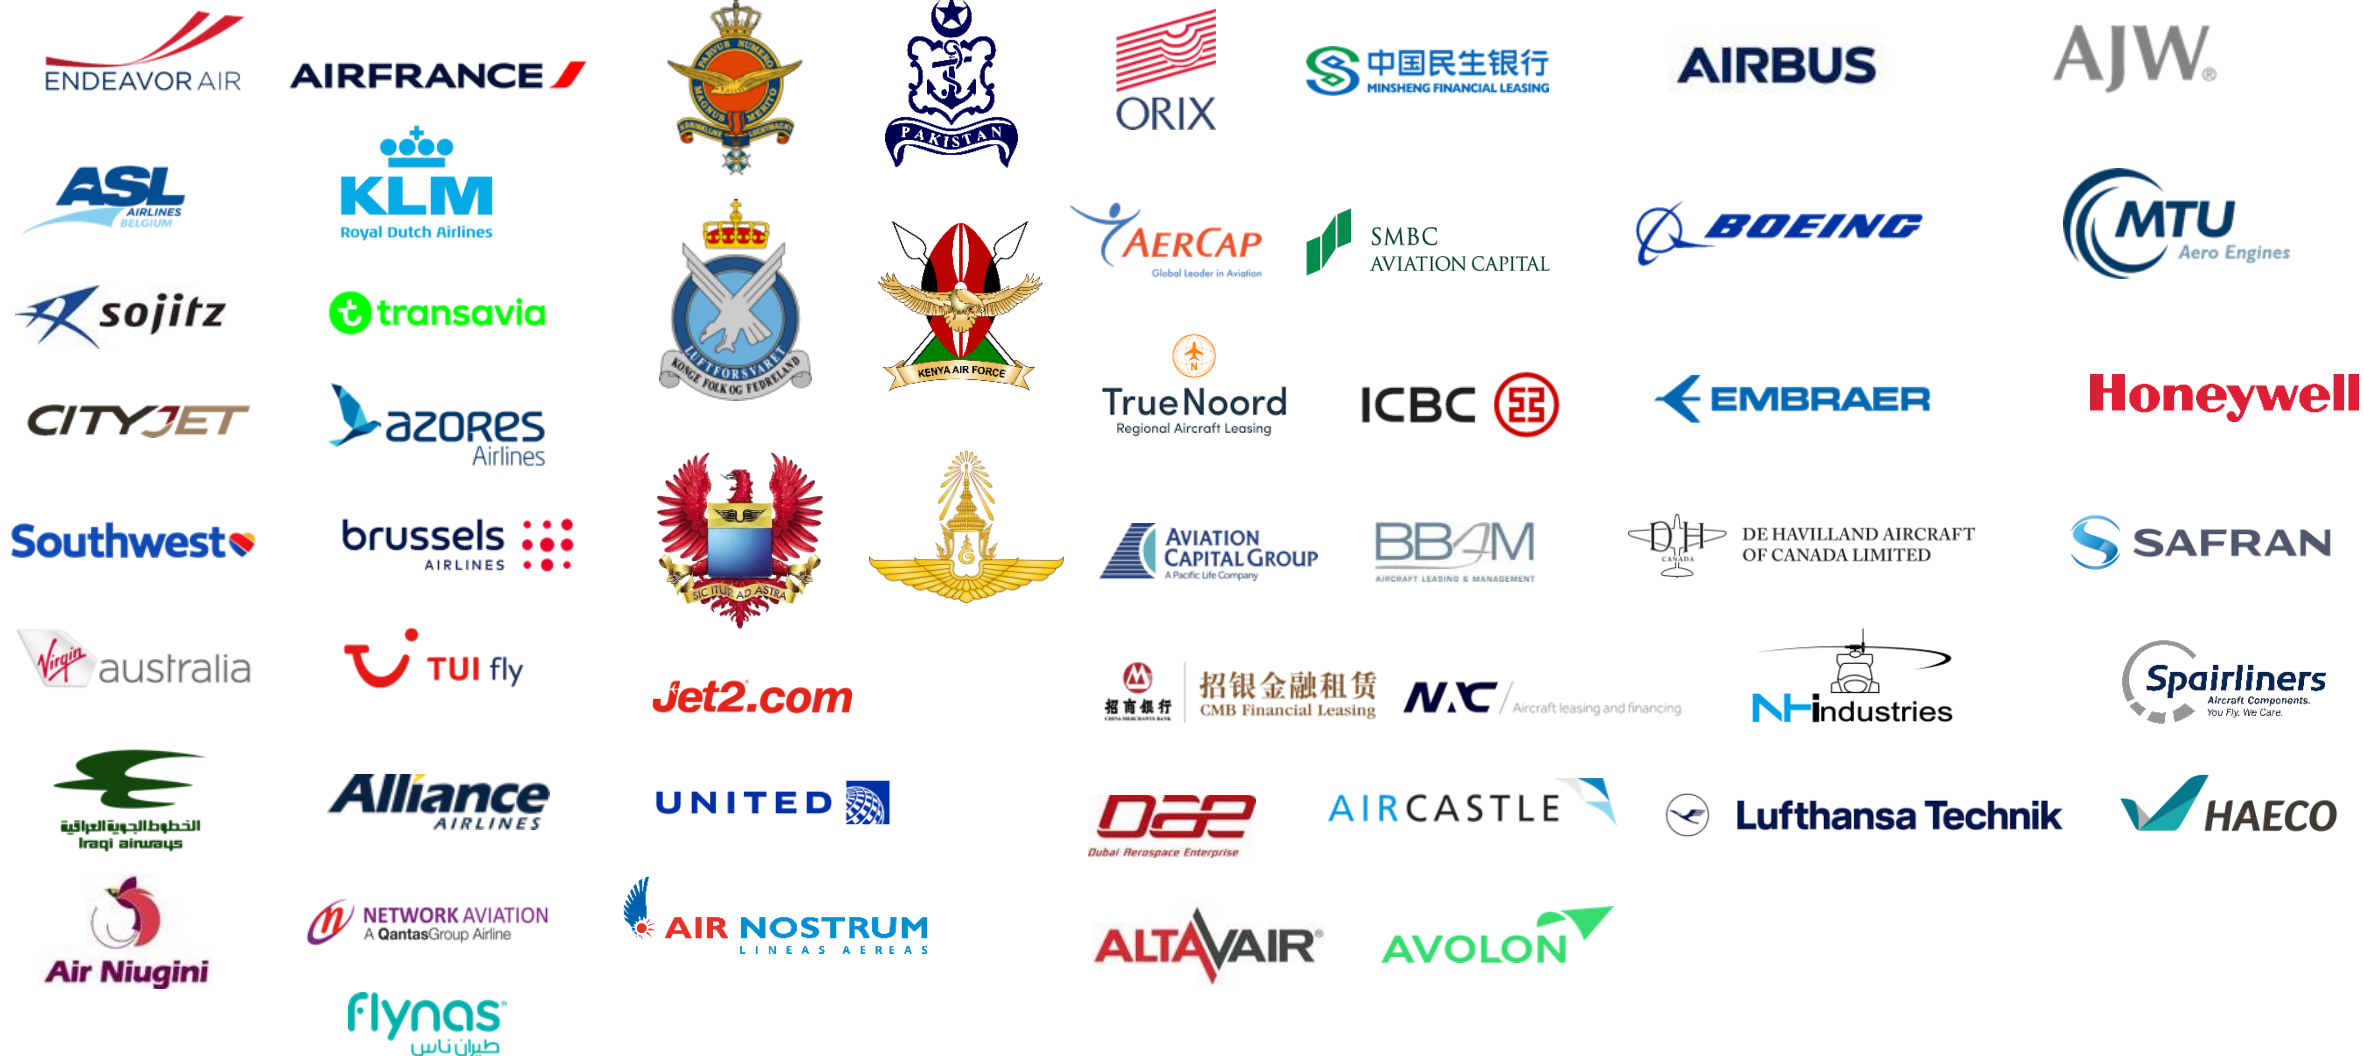 ENDEAVOR AIR
AIRFRANCE
PARVUS NUMERO
MAGNUS MERITO
KONINKLIJKE LUCHTMACHT
PAKISTAN
ORIX
中国民生银行
MINSHENG FINANCIAL LEASING
AIRBUS
AJW®
ASL
AIRLINES
BELGIUM
KLM
Royal Dutch Airlines
LUFTFORSVARET
KONGE FOLK OG FEDRELAND
KENYA AIR FORCE
AERCAP
Global Leader in Aviation
SMBC
AVIATION CAPITAL
BOEING
MTU
Aero Engines
sojitz
t transavia
N
TrueNoord
Regional Aircraft Leasing
ICBC
EMBRAER
Honeywell
CITYJET
azores
Airlines
Southwest
brussels
AIRLINES
SIC ITUR AD ASTRA
AVIATION
CAPITAL GROUP
A Pacific Life Company
BBAM
AIRCRAFT LEASING & MANAGEMENT
DH
CANADA
DE HAVILLAND AIRCRAFT
OF CANADA LIMITED
SAFRAN
Virgin australia
TUI fly
Jet2.com
招商银行
CHINA MERCHANTS BANK
招银金融租赁
CMB Financial Leasing
NAC
Aircraft leasing and financing
NHindustries
Spairliners
Aircraft Components.
You Fly. We Care.
الخطوط الجوية العراقية
Iraqi airways
Alliance
AIRLINES
UNITED
DAE
Dubai Aerospace Enterprise
AIRCASTLE
Lufthansa Technik
HAECO
Air Niugini
n NETWORK AVIATION
A QantasGroup Airline
AIR NOSTRUM
LINEAS AEREAS
ALTAVAIR®
AVOLON
flynas®
طيران ناس